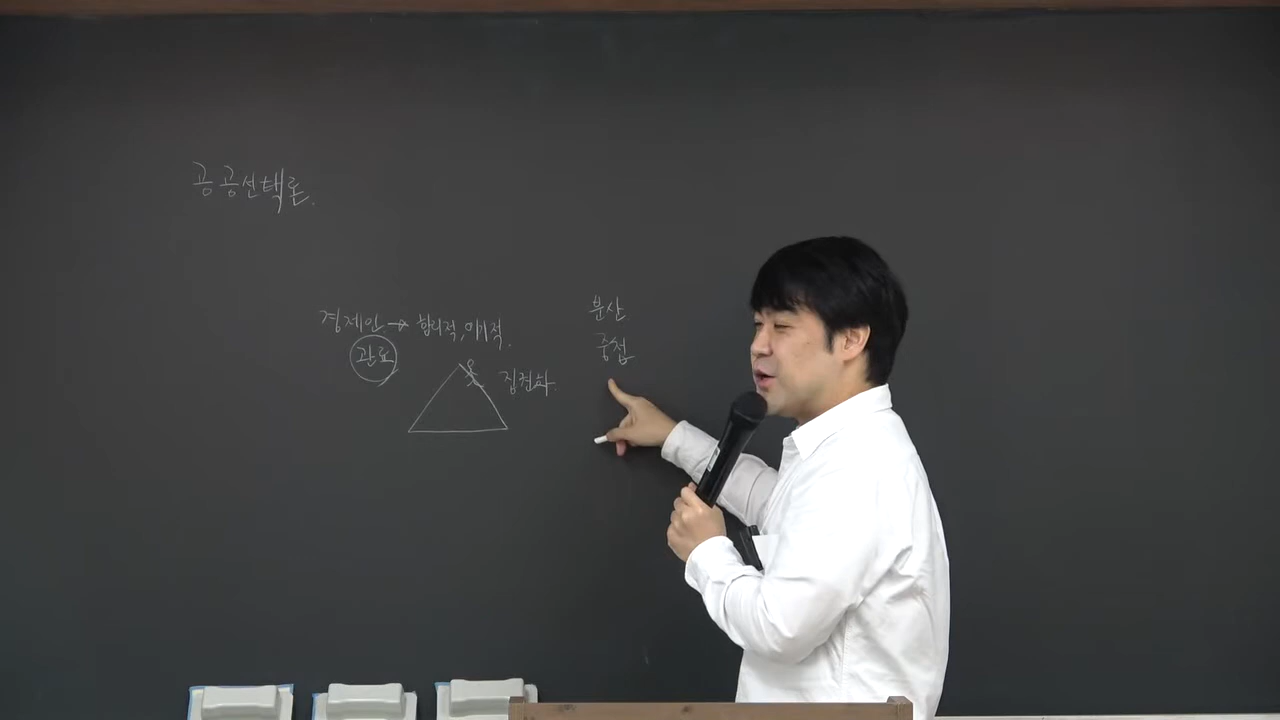 공공선택론.
경제인 → 합리적, 이기적.
관료
집권화.
분산
중첩